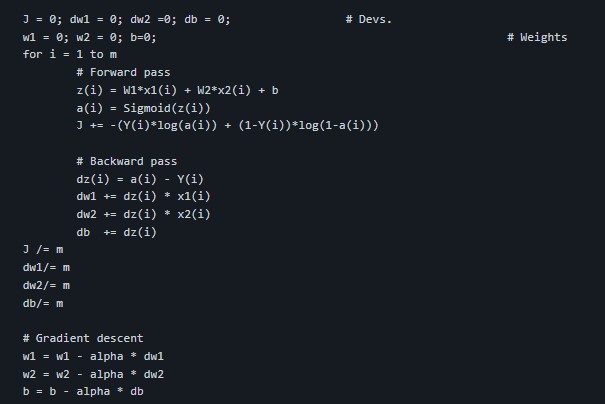 J = 0; dw1 = 0; dw2 =0; db = 0; # Devs.
w1 = 0; w2 = 0; b=0; # Weights
for i = 1 to m
# Forward pass
z(i) = W1*x1(i) + W2*x2(i) + b
a(i) = Sigmoid(z(i))
J += -(Y(i)*log(a(i)) + (1-Y(i))*log(1-a(i)))
# Backward pass
dz(i) = a(i) - Y(i)
dw1 += dz(i) * x1(i)
dw2 += dz(i) * x2(i)
db  += dz(i)
J /= m
dw1/= m
dw2/= m
db/= m
# Gradient descent
w1 = w1 - alpha * dw1
w2 = w2 - alpha * dw2
b = b - alpha * db